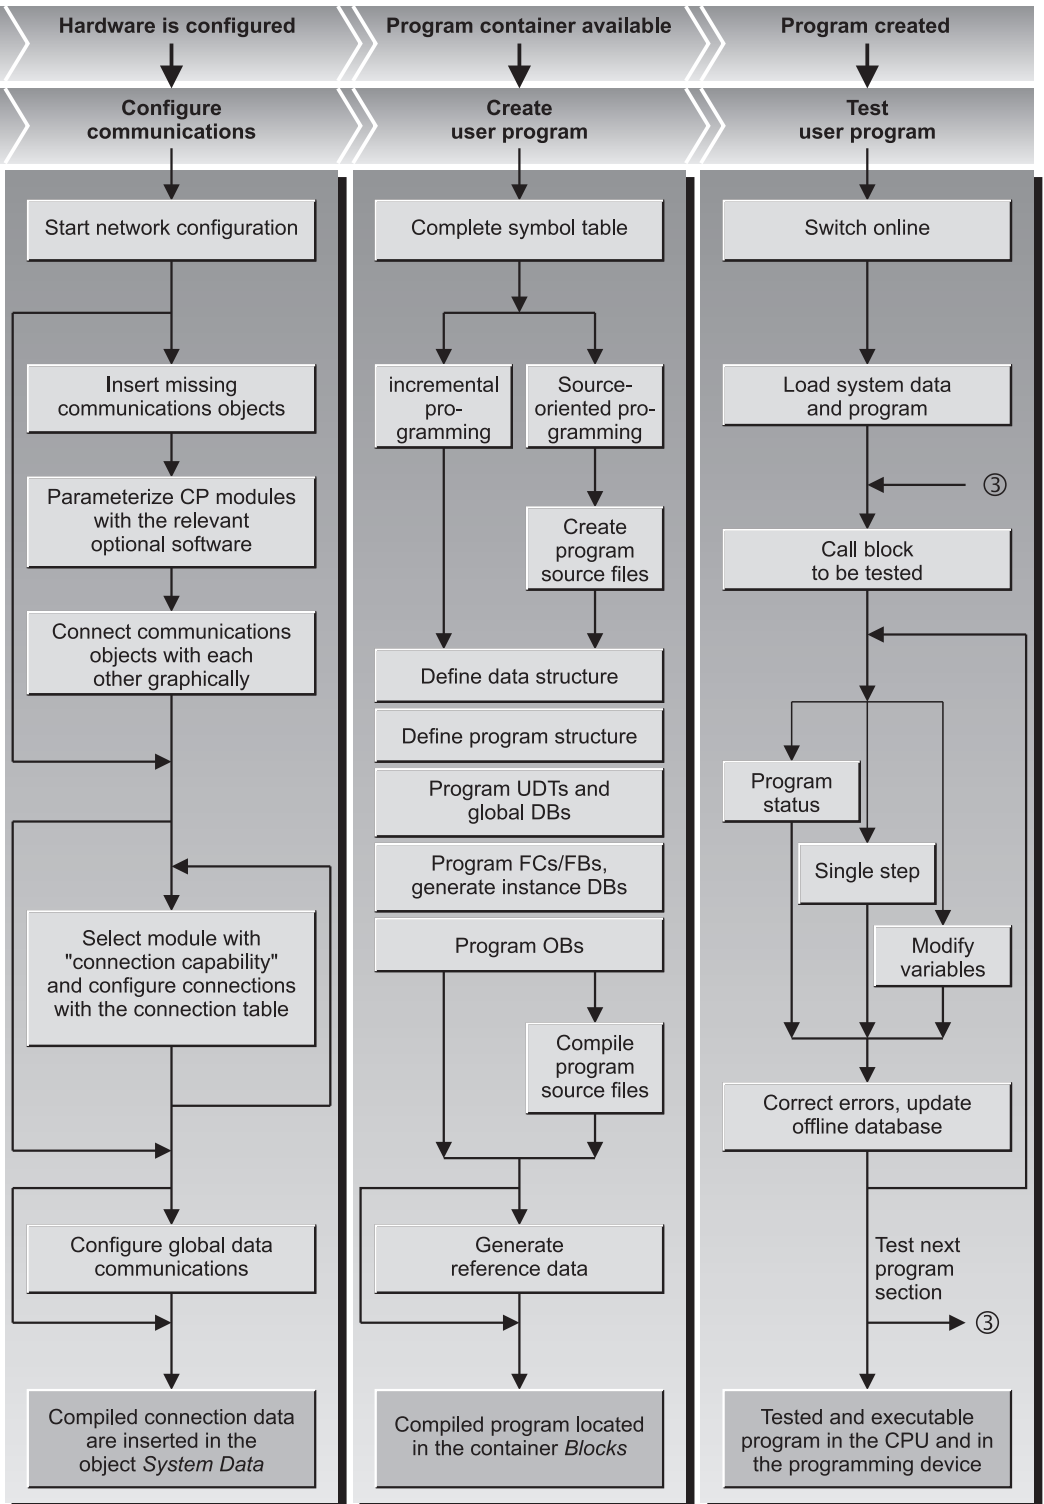 Hardware is configured
Program container available
Program created
Configure
communications
Create
user program
Test
user program
Start network configuration
Insert missing
communications objects
Parameterize CP modules
with the relevant
optional software
Connect communications
objects with each
other graphically
Select module with
"connection capability"
and configure connections
with the connection table
Configure global data
communications
Compiled connection data
are inserted in the
object System Data
Complete symbol table
incremental
pro-
gramming
Source-
oriented pro-
gramming
Create
program
source files
Define data structure
Define program structure
Program UDTs and
global DBs
Program FCs/FBs,
generate instance DBs
Program OBs
Compile
program
source files
Generate
reference data
Compiled program located
in the container Blocks
Switch online
Load system data
and program
③
Call block
to be tested
Program
status
Single step
Modify
variables
Correct errors, update
offline database
Test next
program
section
③
Tested and executable
program in the CPU and in
the programming device